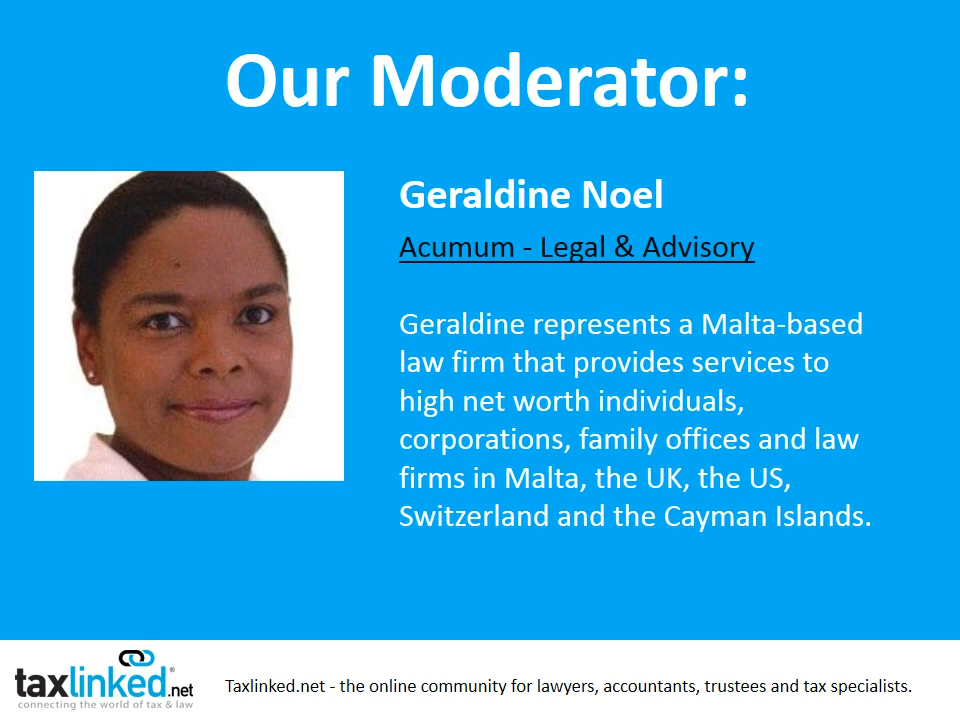 Our Moderator:
Geraldine Noel
Acumum - Legal & Advisory
Geraldine represents a Malta-based
law firm that provides services to
high net worth individuals,
corporations, family offices and law
firms in Malta, the UK, the US,
Switzerland and the Cayman Islands.
taxlinked.net®
connecting the world of tax & law
Taxlinked.net - the online community for lawyers, accountants, trustees and tax specialists.